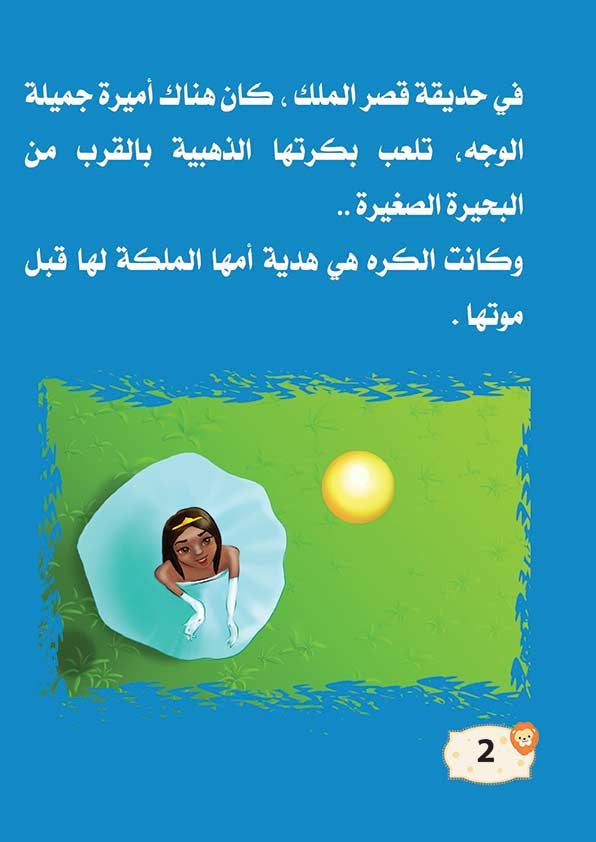 في حديقة قصر الملك ، كان هناك أميرة جميلة
الوجه، تلعب بكرتها الذهبية بالقرب من
البحيرة الصغيرة ..
وكانت الكره هي هدية أمها الملكة لها قبل
موتها .
2